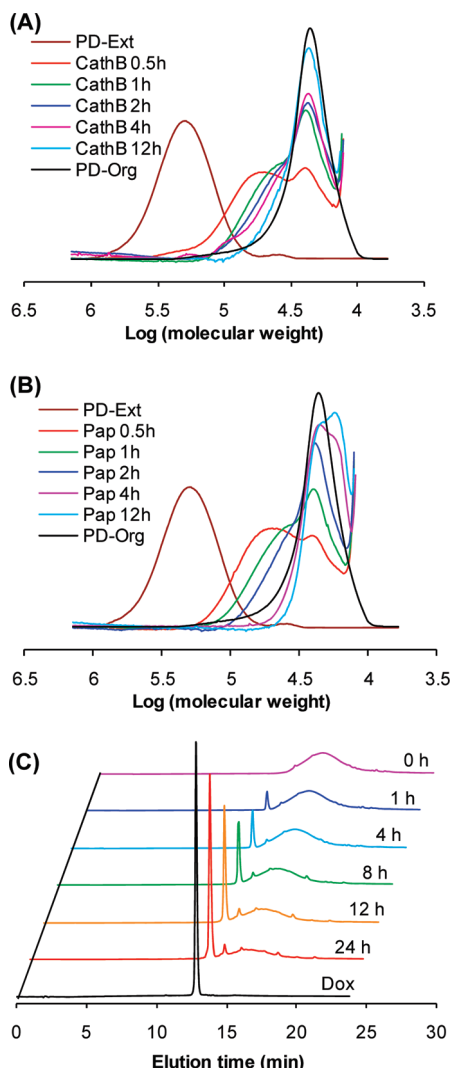 (A)
PD-Ext
CathB 0.5h
CathB 1h
CathB 2h
CathB 4h
CathB 12h
PD-Org
6.5 6 5.5 5 4.5 4 3.5
Log (molecular weight)
(B)
PD-Ext
Pap 0.5h
Pap 1h
Pap 2h
Pap 4h
Pap 12h
PD-Org
6.5 6 5.5 5 4.5 4 3.5
Log (molecular weight)
(C)
0 h
1 h
4 h
8 h
12 h
24 h
Dox
0 5 10 15 20 25 30
Elution time (min)